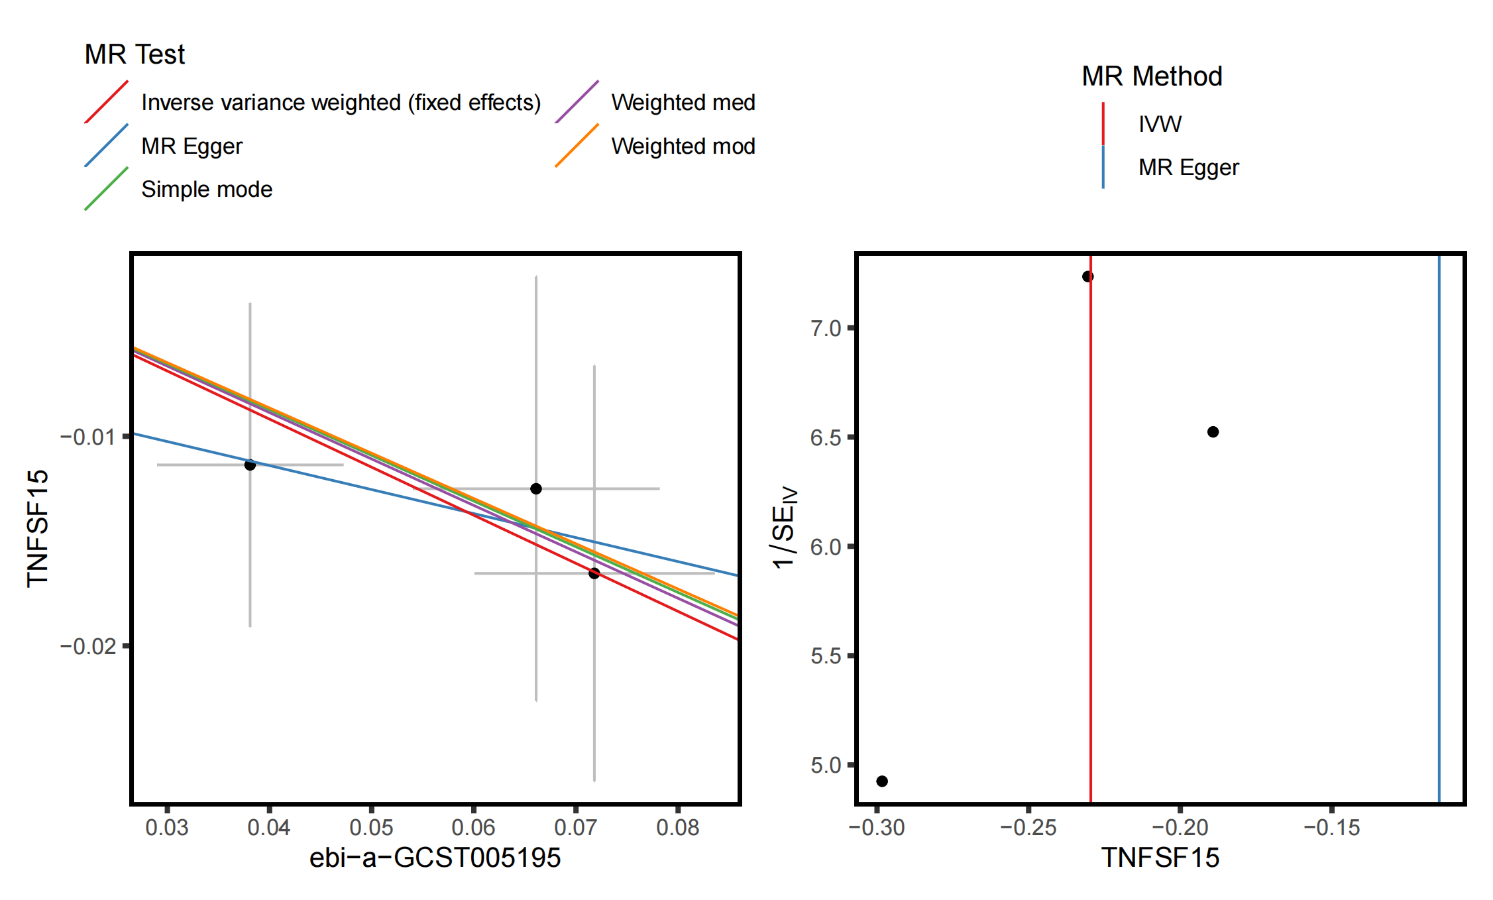 MR Test
Inverse variance weighted (fixed effects)
MR Egger
Simple mode
Weighted med
Weighted mod
TNFSF15
−0.01
−0.02
0.03 0.04 0.05 0.06 0.07 0.08
ebi−a−GCST005195
MR Method
IVW
MR Egger
1/SEIV
7.0
6.5
6.0
5.5
5.0
−0.30 −0.25 −0.20 −0.15
TNFSF15